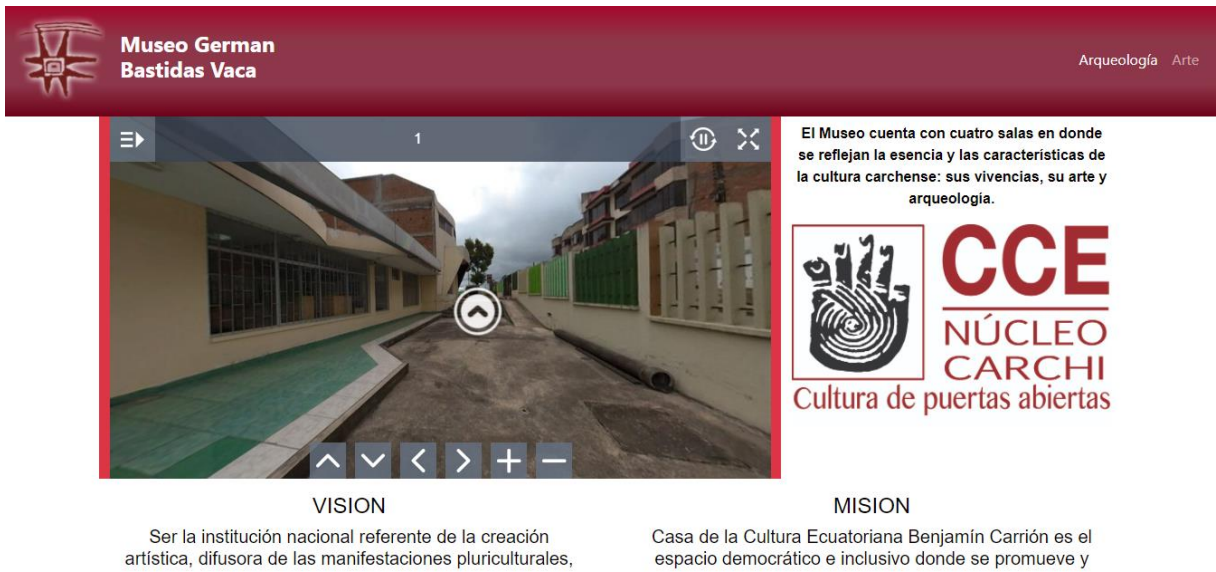 Museo German
Bastidas Vaca
Arqueología Arte
1
El Museo cuenta con cuatro salas en donde
se reflejan la esencia y las características de
la cultura carchense: sus vivencias, su arte y
arqueología.
CCE
NÚCLEO
CARCHI
Cultura de puertas abiertas
VISION
Ser la institución nacional referente de la creación
artística, difusora de las manifestaciones pluriculturales,
MISION
Casa de la Cultura Ecuatoriana Benjamín Carrión es el
espacio democrático e inclusivo donde se promueve y